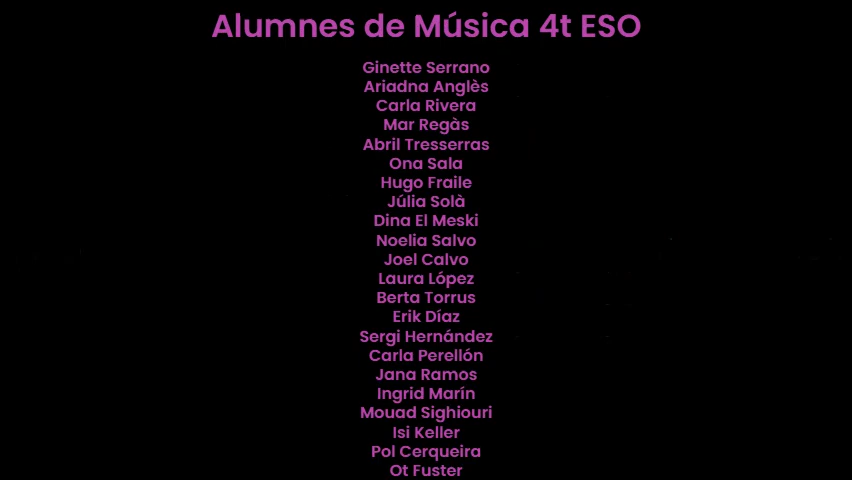 Alumnes de Música 4t ESO
Ginette Serrano
Ariadna Anglès
Carla Rivera
Mar Regàs
Abril Tresserras
Ona Sala
Hugo Fraile
Júlia Solà
Dina El Meski
Noelia Salvo
Joel Calvo
Laura López
Berta Torrus
Erik Díaz
Sergi Hernández
Carla Perellón
Jana Ramos
Ingrid Marín
Mouad Sighiouri
Isi Keller
Pol Cerqueira
Ot Fuster